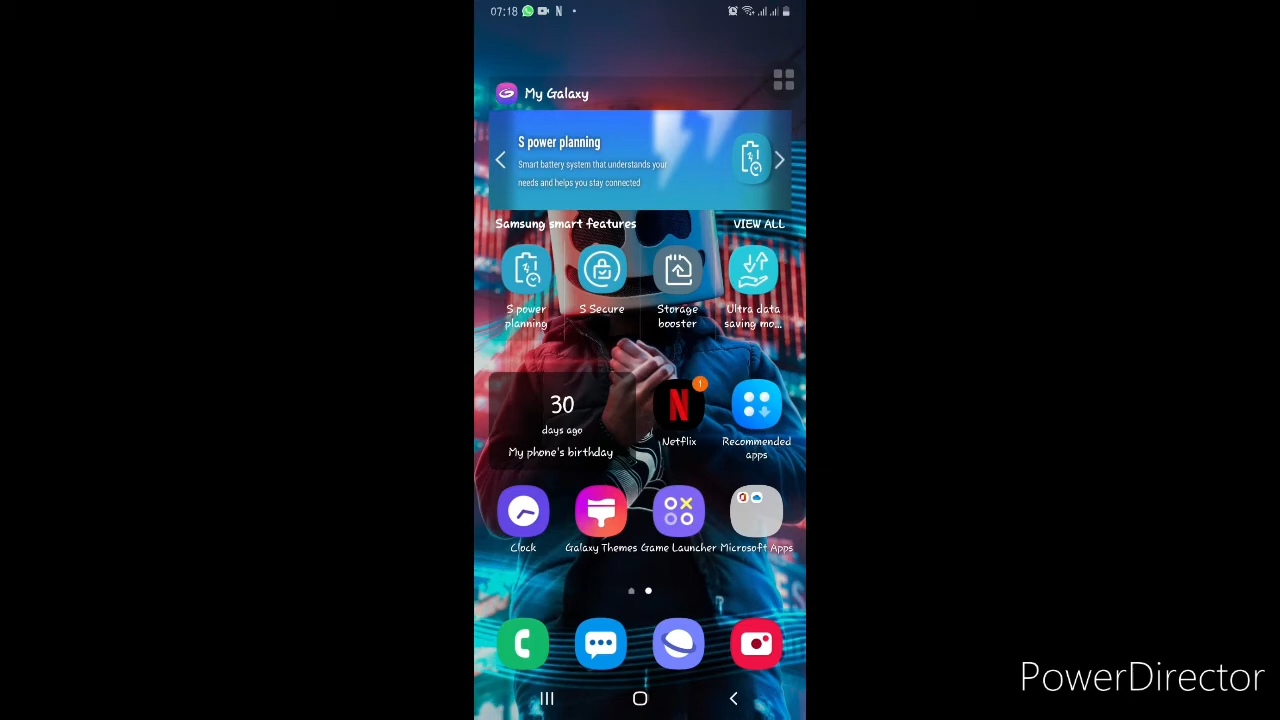 07:18
My Galaxy
S power planning
Smart battery system that understands your
needs and helps you stay connected
Samsung smart features VIEW ALL
S power
planning
S Secure
Storage
booster
Ultra data
saving mo...
30
days ago
My phone's birthday
1
N
Netflix
Recommended
apps
Clock
Galaxy Themes
Game Launcher
Microsoft Apps
PowerDirector